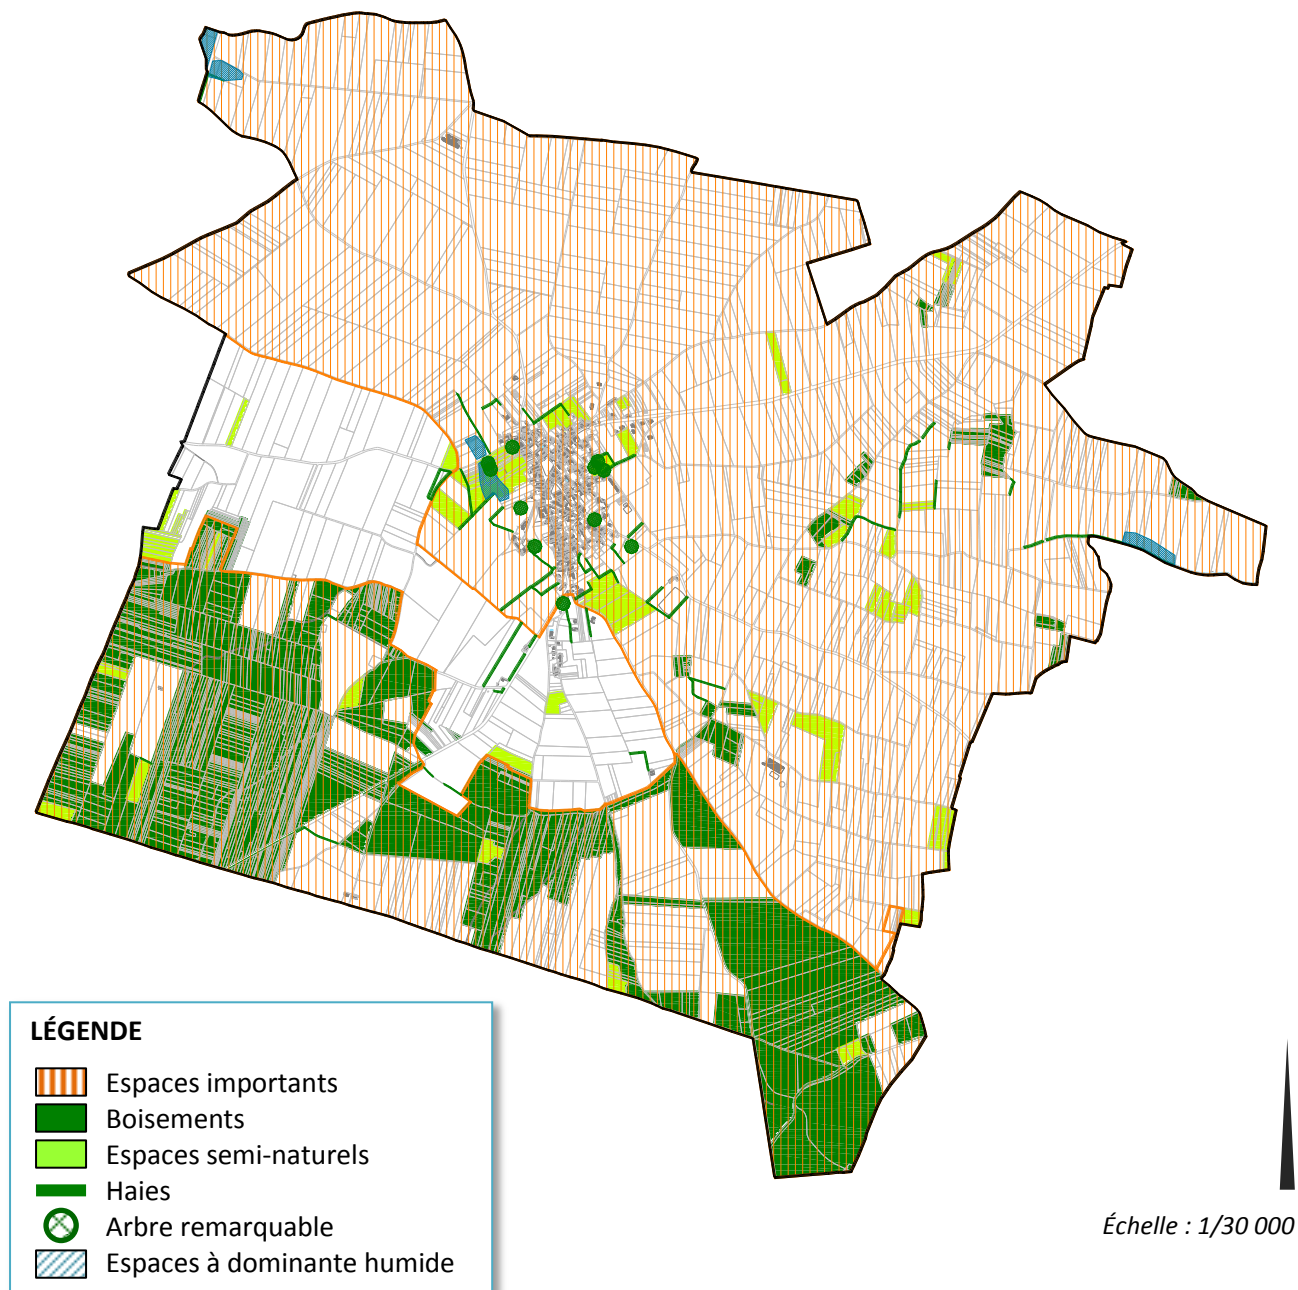 LÉGENDE
Espaces importants
Boisements
Espaces semi-naturels
Haies
Arbre remarquable
Espaces à dominante humide
Échelle : 1/30 000